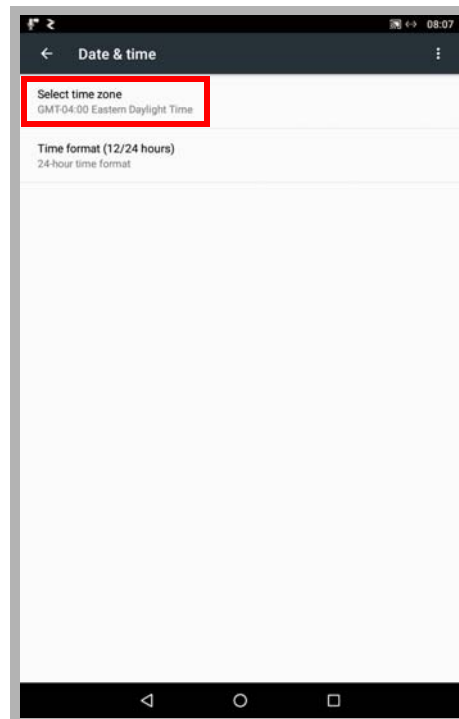 08:07
Date & time
Select time zone
GMT-04:00 Eastern Daylight Time
Time format (12/24 hours)
24-hour time format